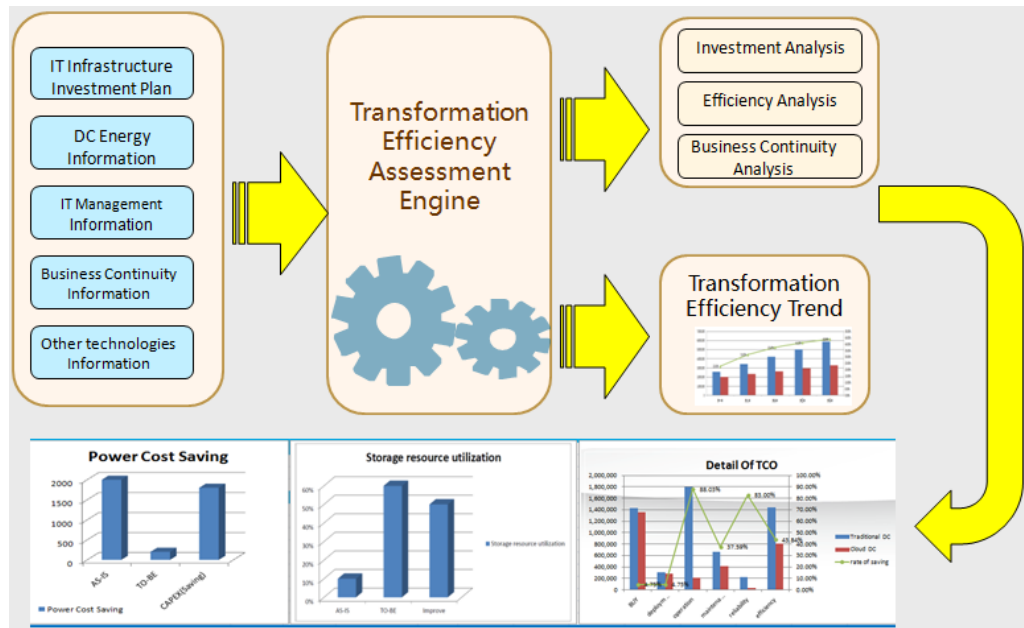 IT Infrastructure
Investment Plan
DC Energy
Information
IT Management
Information
Business Continuity
Information
Other technologies
Information
Transformation
Efficiency
Assessment
Engine
Investment Analysis
Efficiency Analysis
Business Continuity
Analysis
Transformation
Efficiency Trend
Power Cost Saving
2000
1500
1000
500
0
AS-IS
TO-BE
CAPEX(Saving)
Power Cost Saving
Storage resource utilization
60%
50%
40%
30%
20%
10%
0%
AS-IS
TO-BE
Improve
Storage resource utilization
Detail Of TCO
2,000,000
1,800,000
1,600,000
1,400,000
1,200,000
1,000,000
800,000
600,000
400,000
200,000
0
100.00%
90.00%
80.00%
70.00%
60.00%
50.00%
40.00%
30.00%
20.00%
10.00%
0.00%
88.03%
83.00%
37.58%
BUY
deploym...
operation
maintena...
reliability
efficiency
Traditional DC
Cloud DC
rate of saving